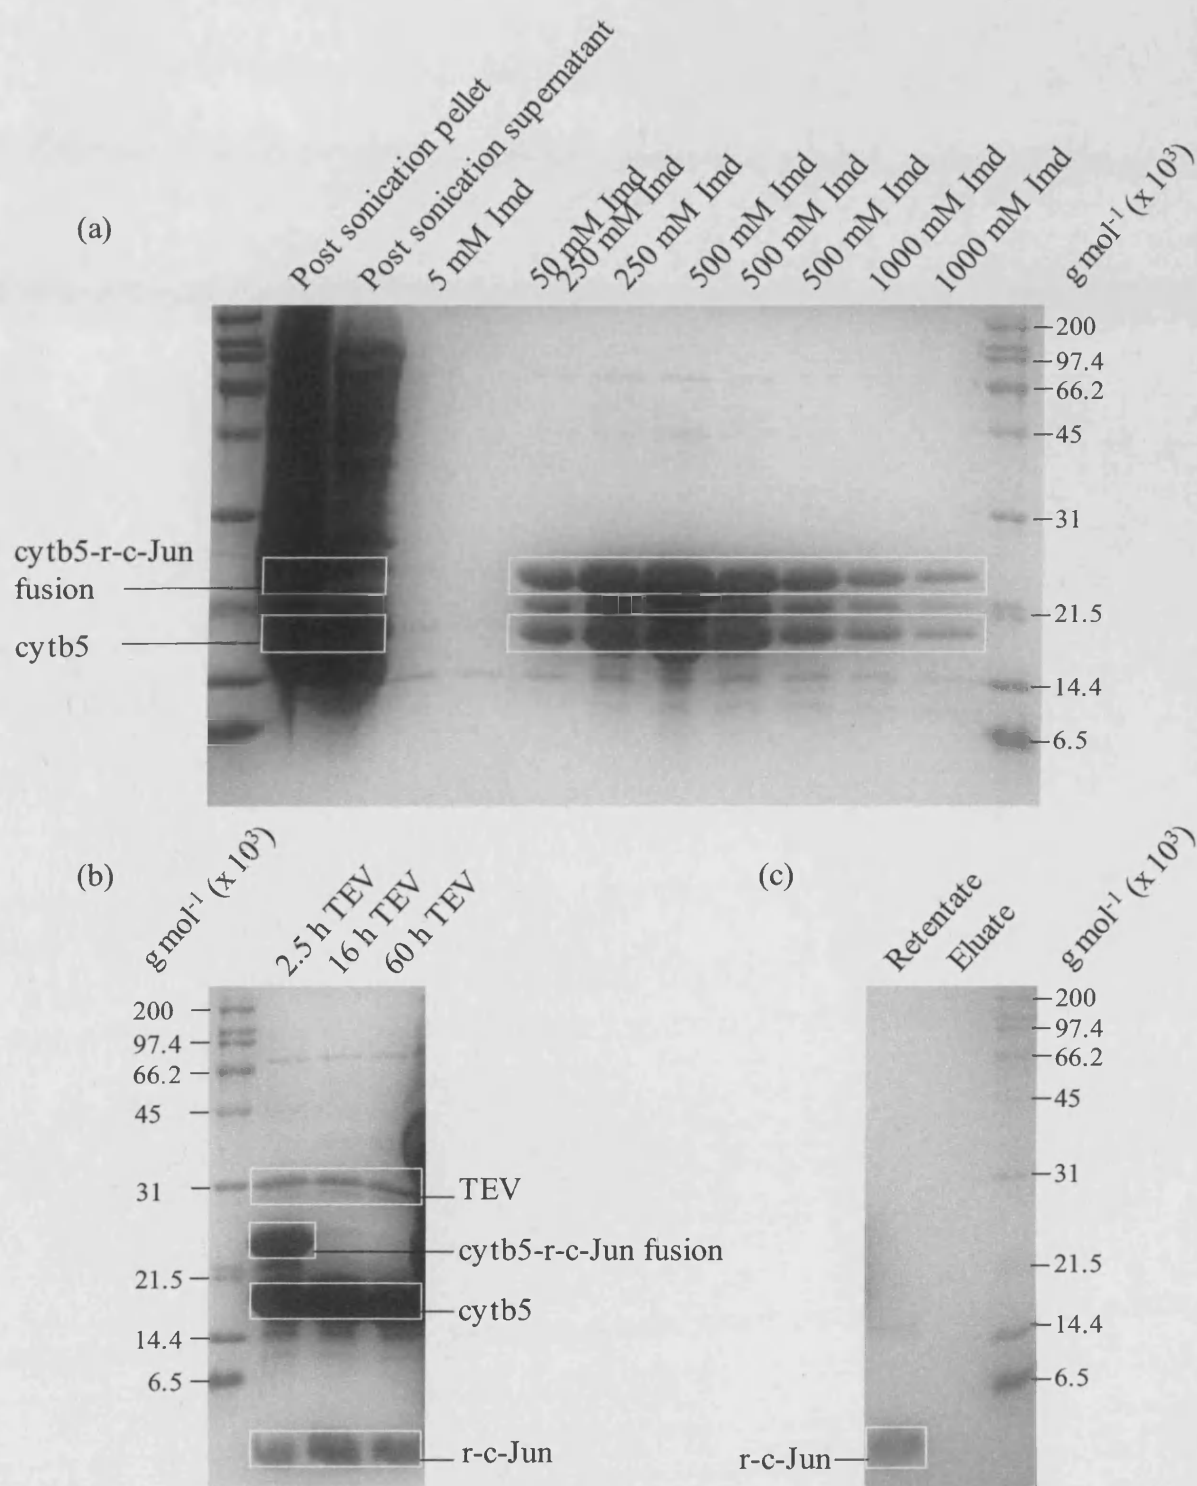 (a)
Post sonication pellet
Post sonication supernatant
5 mM Imd
50 mM Imd
250 mM Imd
250 mM Imd
500 mM Imd
500 mM Imd
500 mM Imd
1000 mM Imd
1000 mM Imd
g mol⁻¹ (x 10³)
200
97.4
66.2
45
31
21.5
14.4
6.5
cytb5-r-c-Jun
fusion
cytb5
(b)
g mol⁻¹ (x 10³)
2.5 h TEV
16 h TEV
60 h TEV
200
97.4
66.2
45
31
21.5
14.4
6.5
TEV
cytb5-r-c-Jun fusion
cytb5
r-c-Jun
(c)
Retentate
Eluate
g mol⁻¹ (x 10³)
200
97.4
66.2
45
31
21.5
14.4
6.5
r-c-Jun